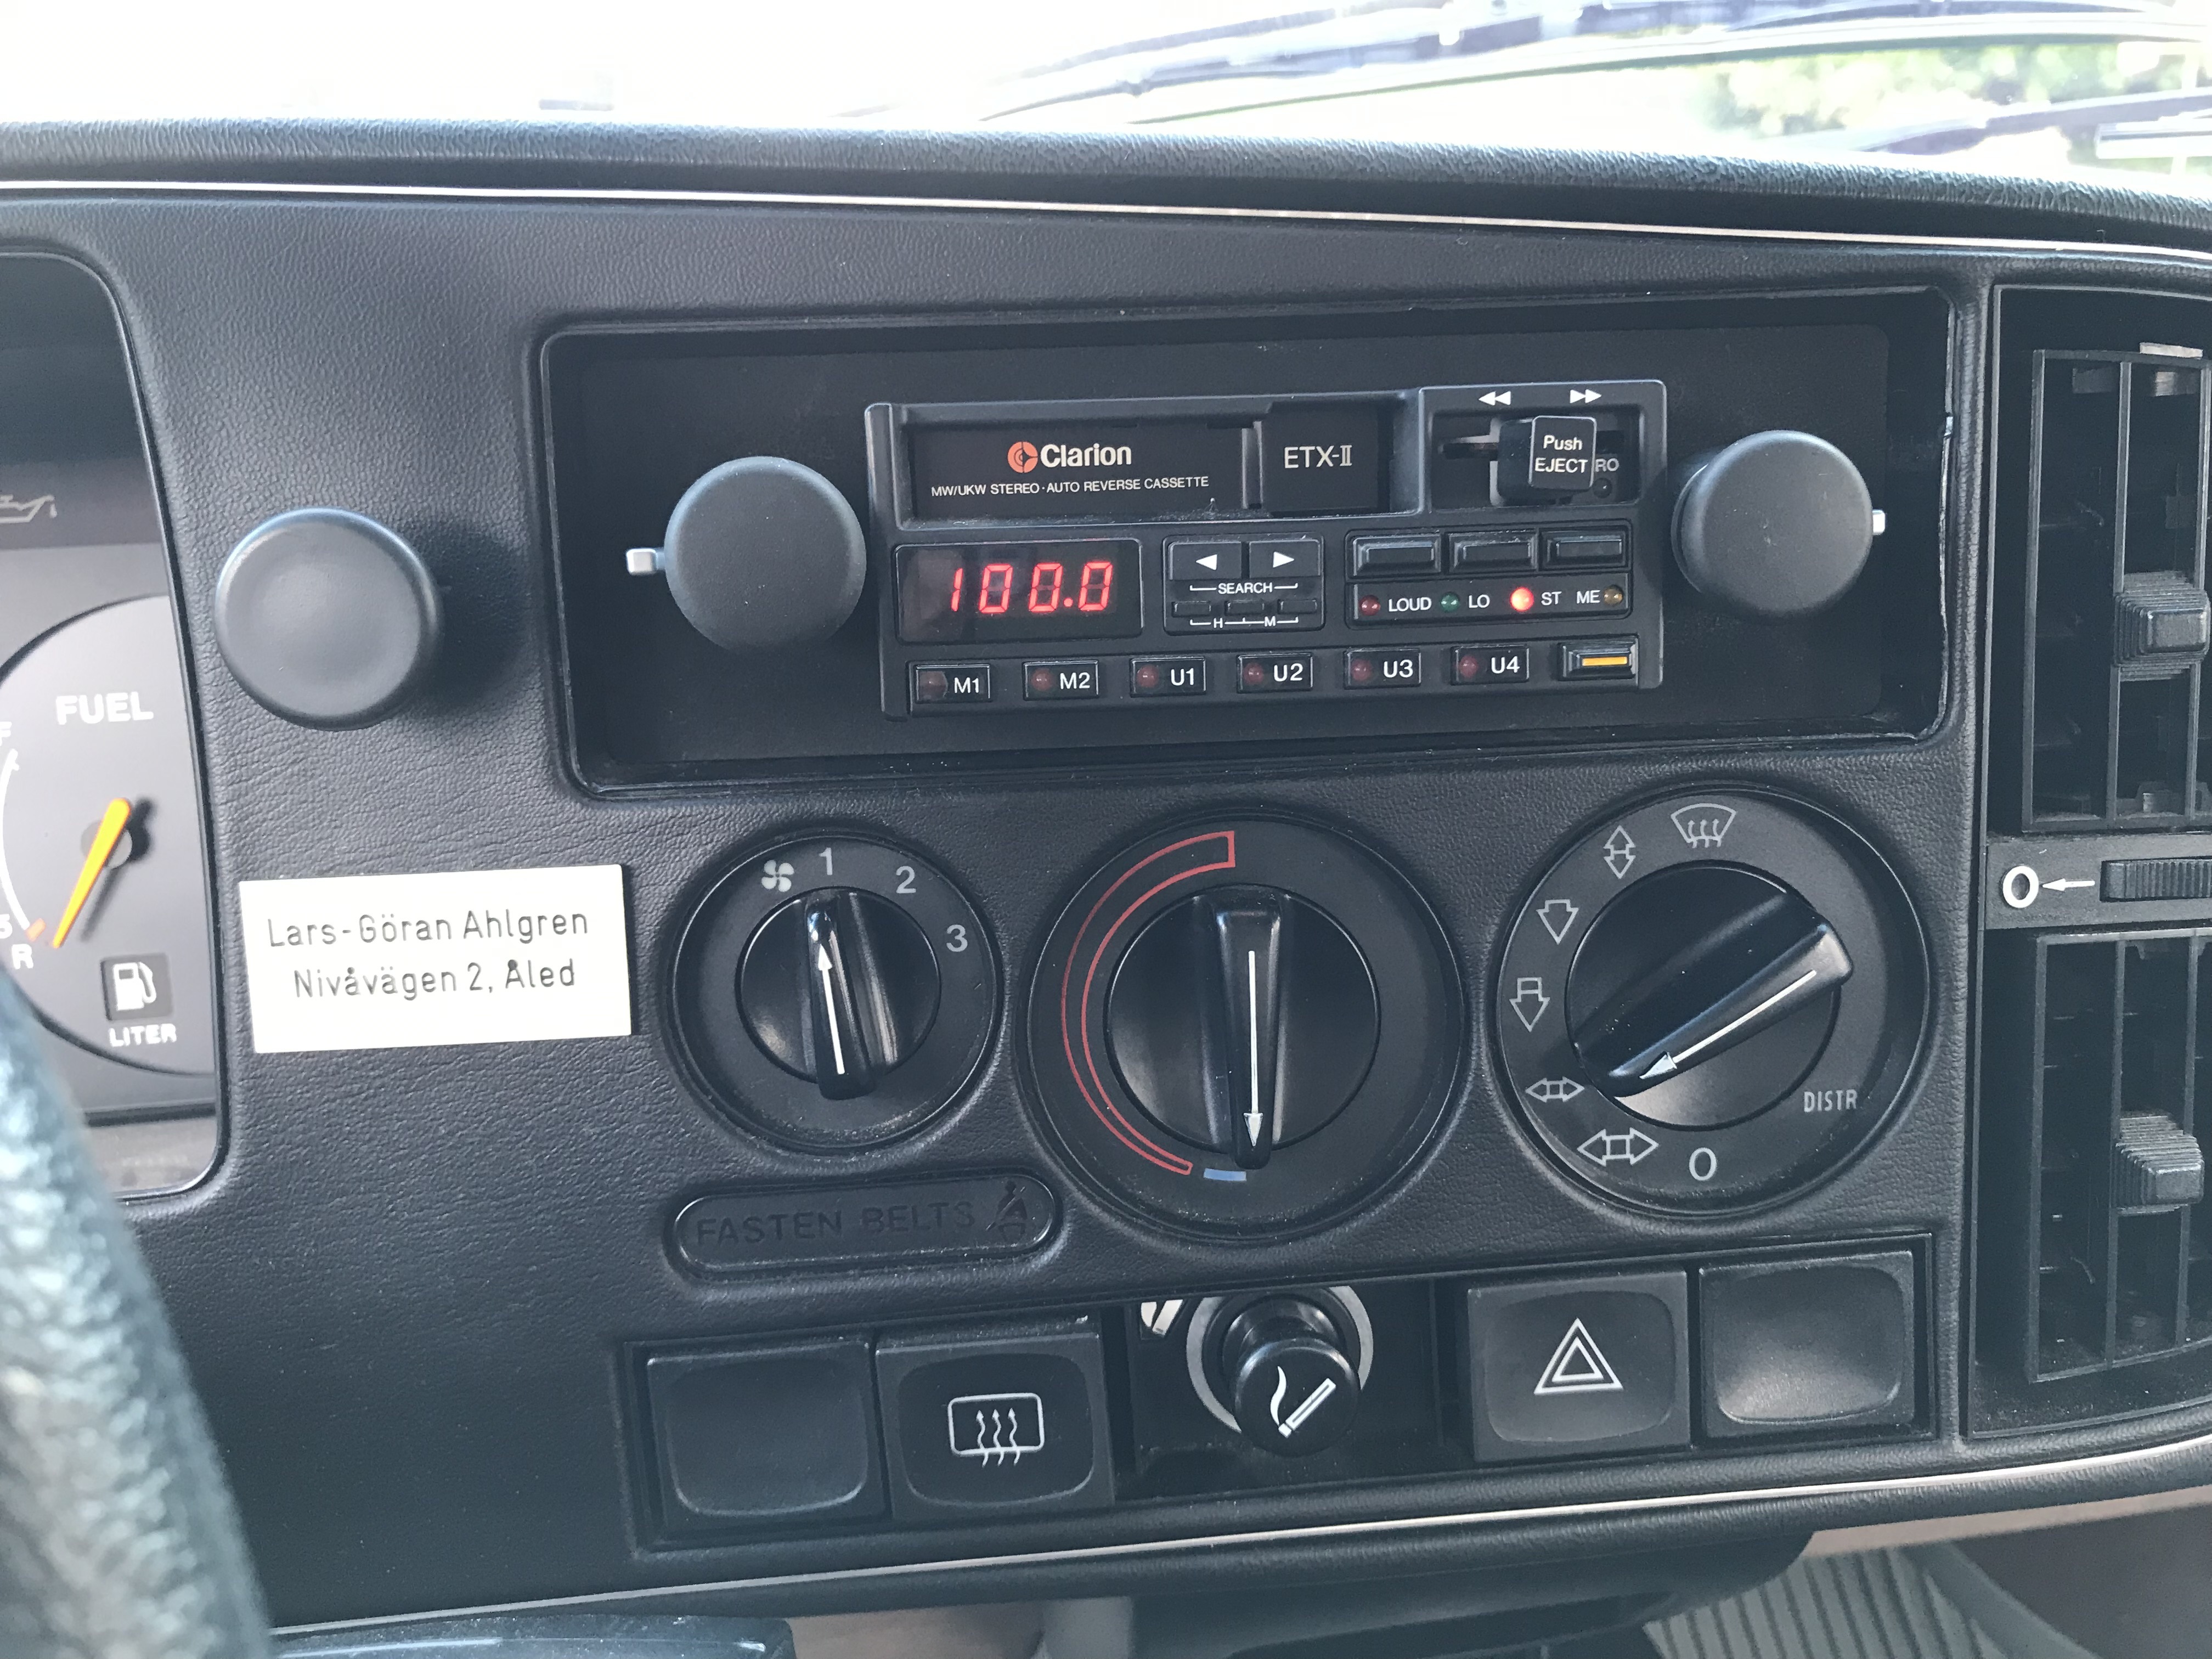 Clarion
MW/UKW STEREO·AUTO REVERSE CASSETTE
ETX-II
Push
EJECT
RO
100.0
SEARCH
H M
LOUD LO ST ME
M1 M2 U1 U2 U3 U4
FUEL
F
R
LITER
Lars-Göran Ahlgren
Nivåvägen 2, Åled
1 2 3
DISTR
0
FASTEN BELTS
0